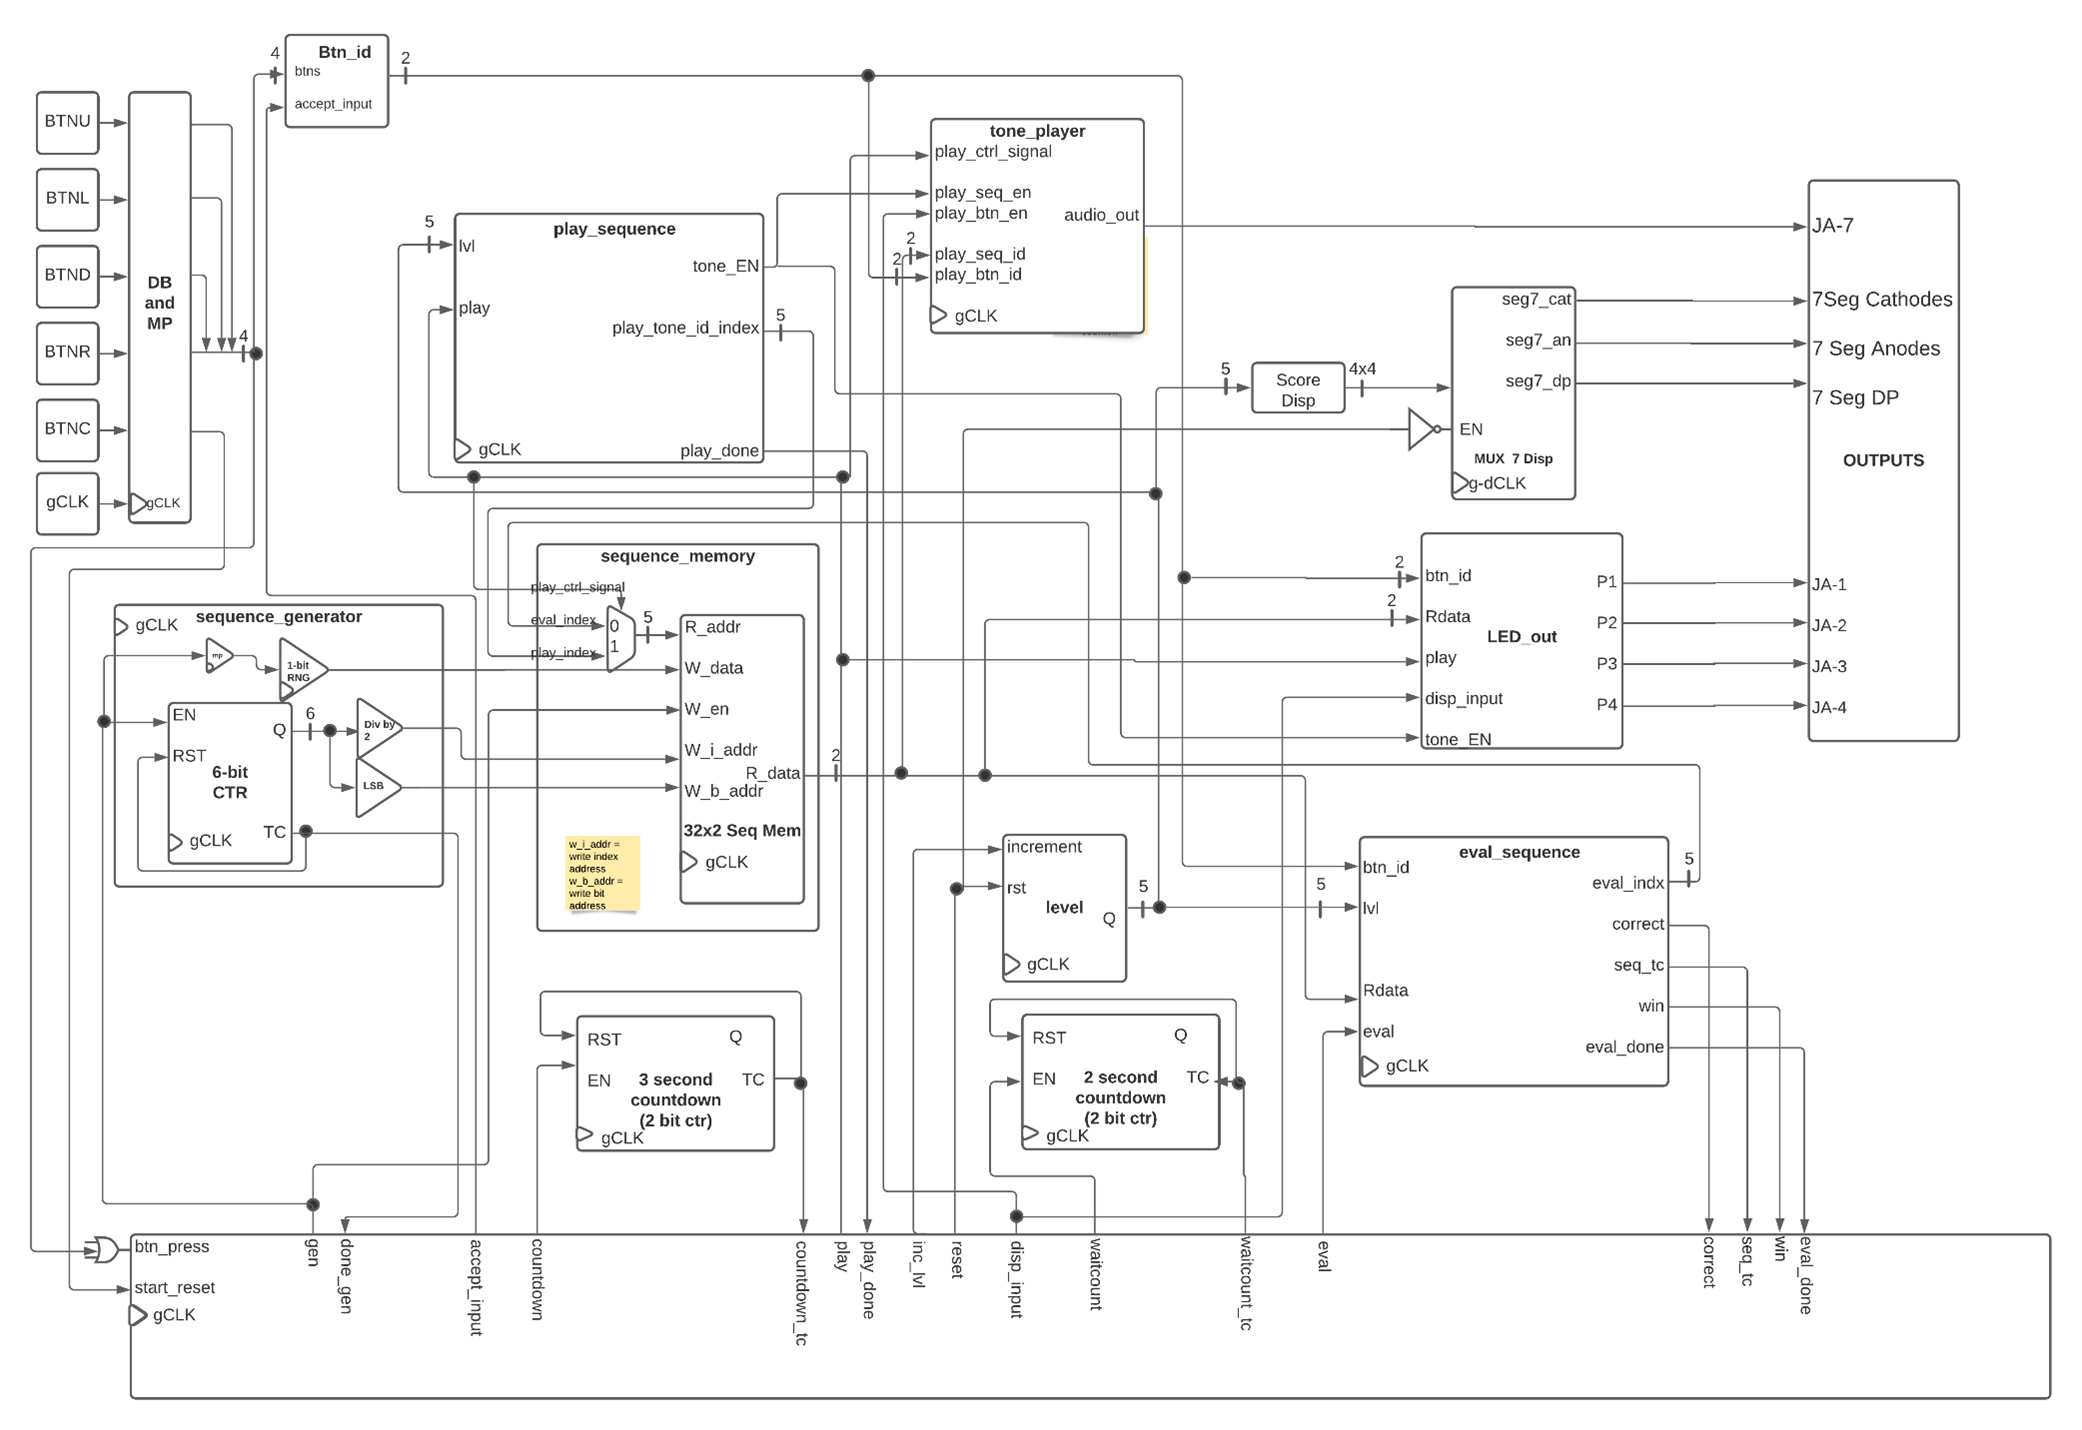 4
Btn_id
2
btns
accept_input
BTNU
BTNL
BTND
BTNR
BTNC
gCLK
DB
and
MP
gCLK
4
tone_player
play_ctrl_signal
play_seq_en
play_btn_en
audio_out
2
play_seq_id
2
play_btn_id
gCLK
5
play_sequence
lvl
tone_EN
play
play_tone_id_index
5
gCLK
play_done
5
Score
Disp
4x4
seg7_cat
seg7_an
seg7_dp
EN
MUX 7 Disp
g-dCLK
JA-7
7Seg Cathodes
7 Seg Anodes
7 Seg DP
OUTPUTS
JA-1
JA-2
JA-3
JA-4
2
btn_id
P1
2
Rdata
P2
LED_out
play
P3
disp_input
P4
tone_EN
sequence_generator
gCLK
mp
1-bit
RNG
EN
Q
6
Div by
2
RST
6-bit
CTR
LSB
TC
gCLK
sequence_memory
play_ctrl_signal
eval_index
0
5
1
play_index
R_addr
W_data
W_en
W_i_addr
R_data
2
W_b_addr
32x2 Seq Mem
gCLK
w_i_addr =
write index
address
w_b_addr =
write bit
address
increment
rst
level
5
Q
gCLK
eval_sequence
btn_id
5
eval_indx
5
lvl
correct
seq_tc
Rdata
win
eval
eval_done
gCLK
RST
Q
EN
TC
3 second
countdown
(2 bit ctr)
gCLK
RST
Q
EN
TC
2 second
countdown
(2 bit ctr)
gCLK
btn_press
start_reset
gCLK
gen
done_gen
accept_input
countdown
countdown_tc
play
play_done
inc_lvl
reset
disp_input
waitcount
waitcount_tc
eval
correct
seq_tc
win
eval_done